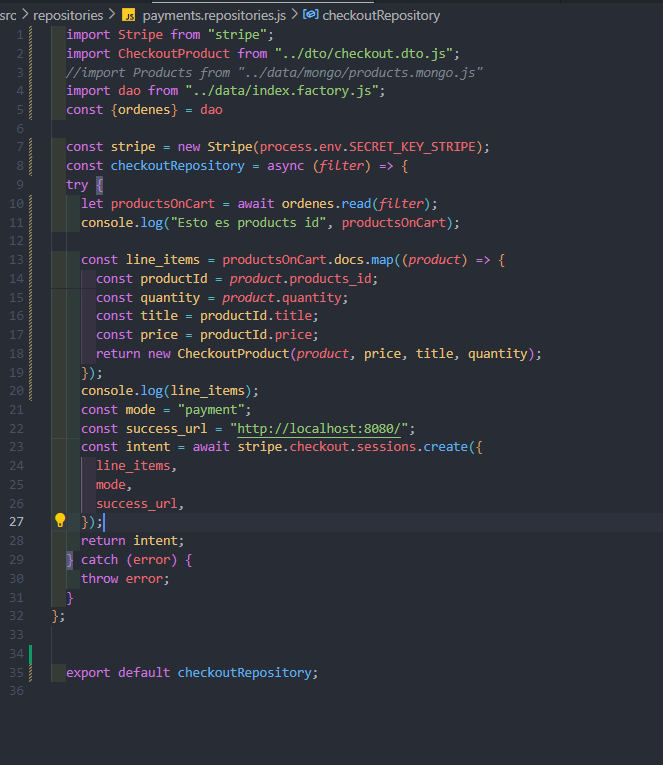 src > repositories > JS payments.repositories.js > checkoutRepository
1 import Stripe from "stripe";
2 import CheckoutProduct from "../dto/checkout.dto.js";
3 //import Products from "../data/mongo/products.mongo.js"
4 import dao from "../data/index.factory.js";
5 const {ordenes} = dao
6
7 const stripe = new Stripe(process.env.SECRET_KEY_STRIPE);
8 const checkoutRepository = async (filter) => {
9 try {
10 let productsOnCart = await ordenes.read(filter);
11 console.log("Esto es products id", productsOnCart);
12
13 const line_items = productsOnCart.docs.map((product) => {
14 const productId = product.products_id;
15 const quantity = product.quantity;
16 const title = productId.title;
17 const price = productId.price;
18 return new CheckoutProduct(product, price, title, quantity);
19 });
20 console.log(line_items);
21 const mode = "payment";
22 const success_url = "http://localhost:8080/";
23 const intent = await stripe.checkout.sessions.create({
24 line_items,
25 mode,
26 success_url,
27 });
28 return intent;
29 } catch (error) {
30 throw error;
31 }
32 };
33
34
35 export default checkoutRepository;
36